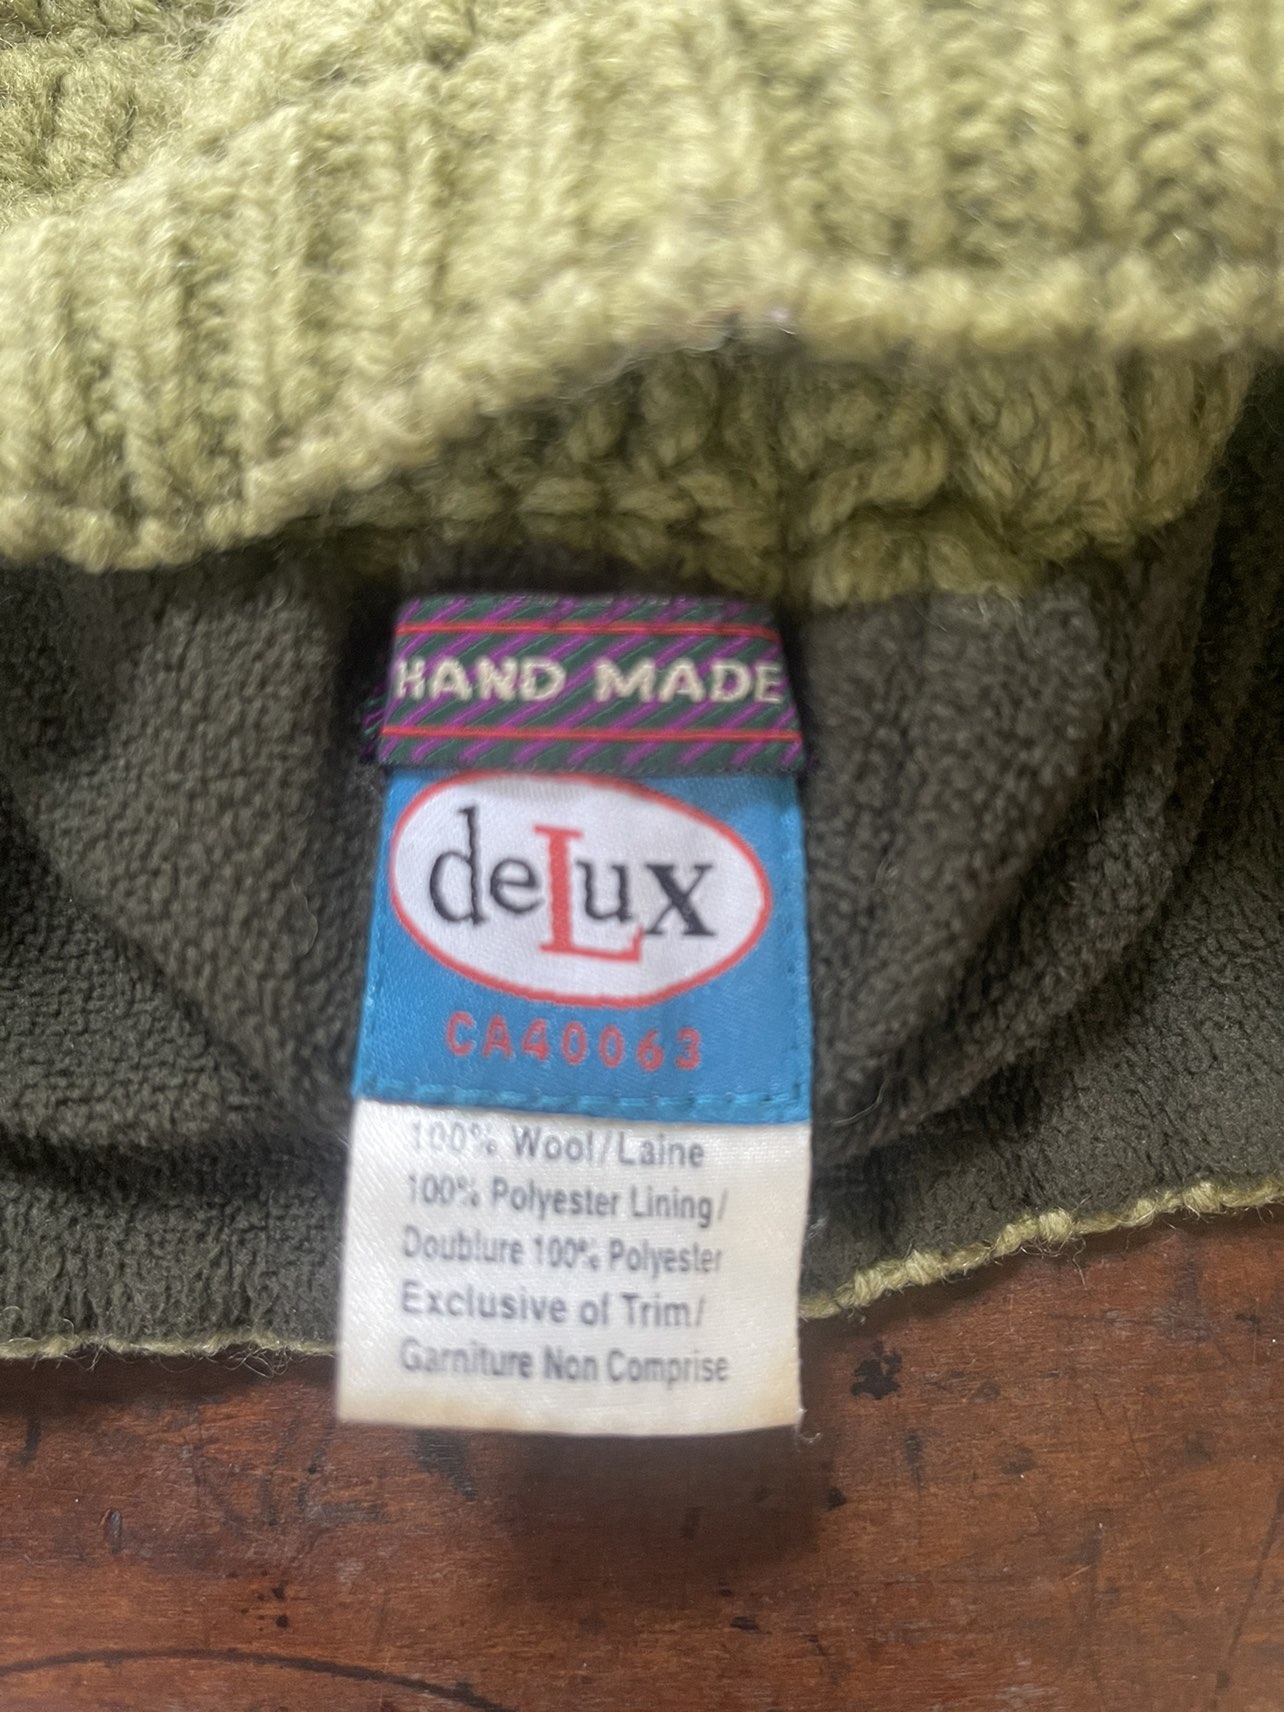 HAND MADE
deLux
CA40063
100% Wool/Laine
100% Polyester Lining/
Doublure 100% Polyester
Exclusive of Trim/
Garniture Non Comprise